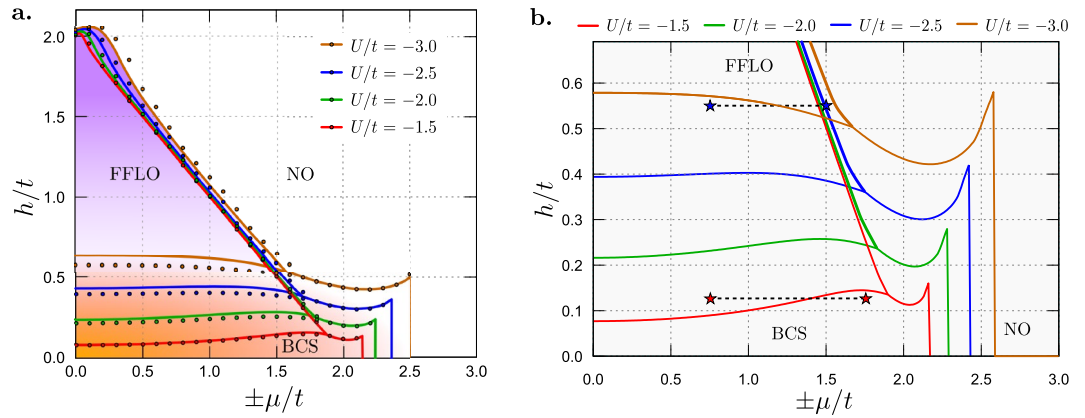 a.
2.0
1.5
1.0
0.5
0.0
h/t
0.0 0.5 1.0 1.5 2.0 2.5 3.0
±μ/t
U/t = −3.0
U/t = −2.5
U/t = −2.0
U/t = −1.5
FFLO
NO
BCS
b.
U/t = −1.5 U/t = −2.0 U/t = −2.5 U/t = −3.0
0.6
0.5
0.4
0.3
0.2
0.1
0.0
h/t
FFLO
BCS
NO
0.0 0.5 1.0 1.5 2.0 2.5 3.0
±μ/t